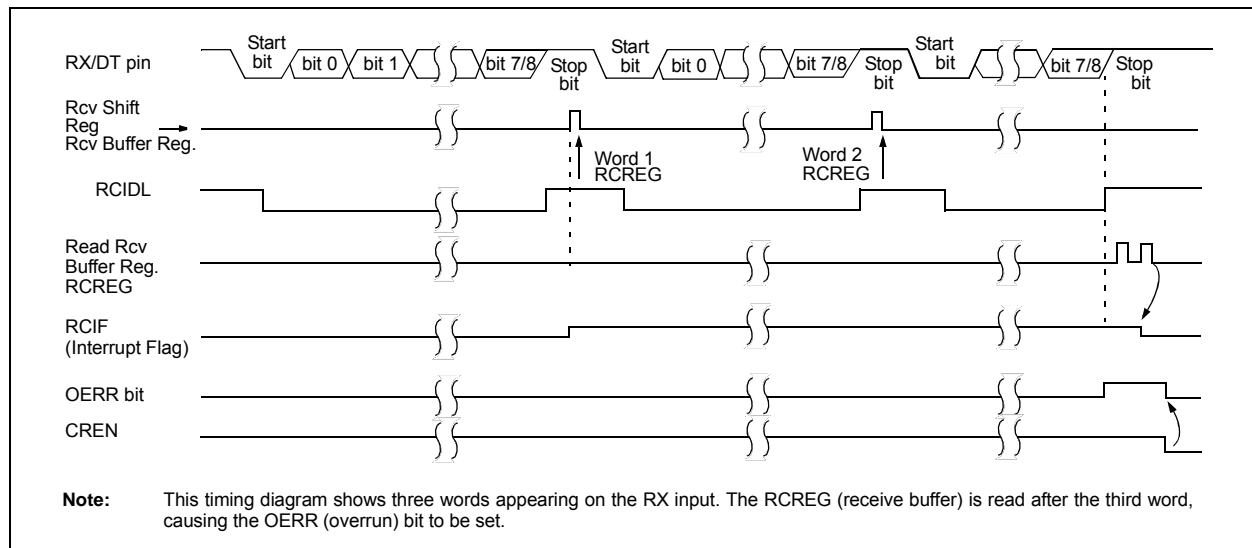 Start bit
bit 0
bit 1
bit 7/8
Stop bit
Start bit
bit 0
bit 7/8
Stop bit
Start bit
bit 7/8
Stop bit
RX/DT pin
Rcv Shift
Reg
Rcv Buffer Reg.
Word 1
RCREG
Word 2
RCREG
RCIDL
Read Rcv
Buffer Reg.
RCREG
RCIF
(Interrupt Flag)
OERR bit
CREN
Note: This timing diagram shows three words appearing on the RX input. The RCREG (receive buffer) is read after the third word,
causing the OERR (overrun) bit to be set.